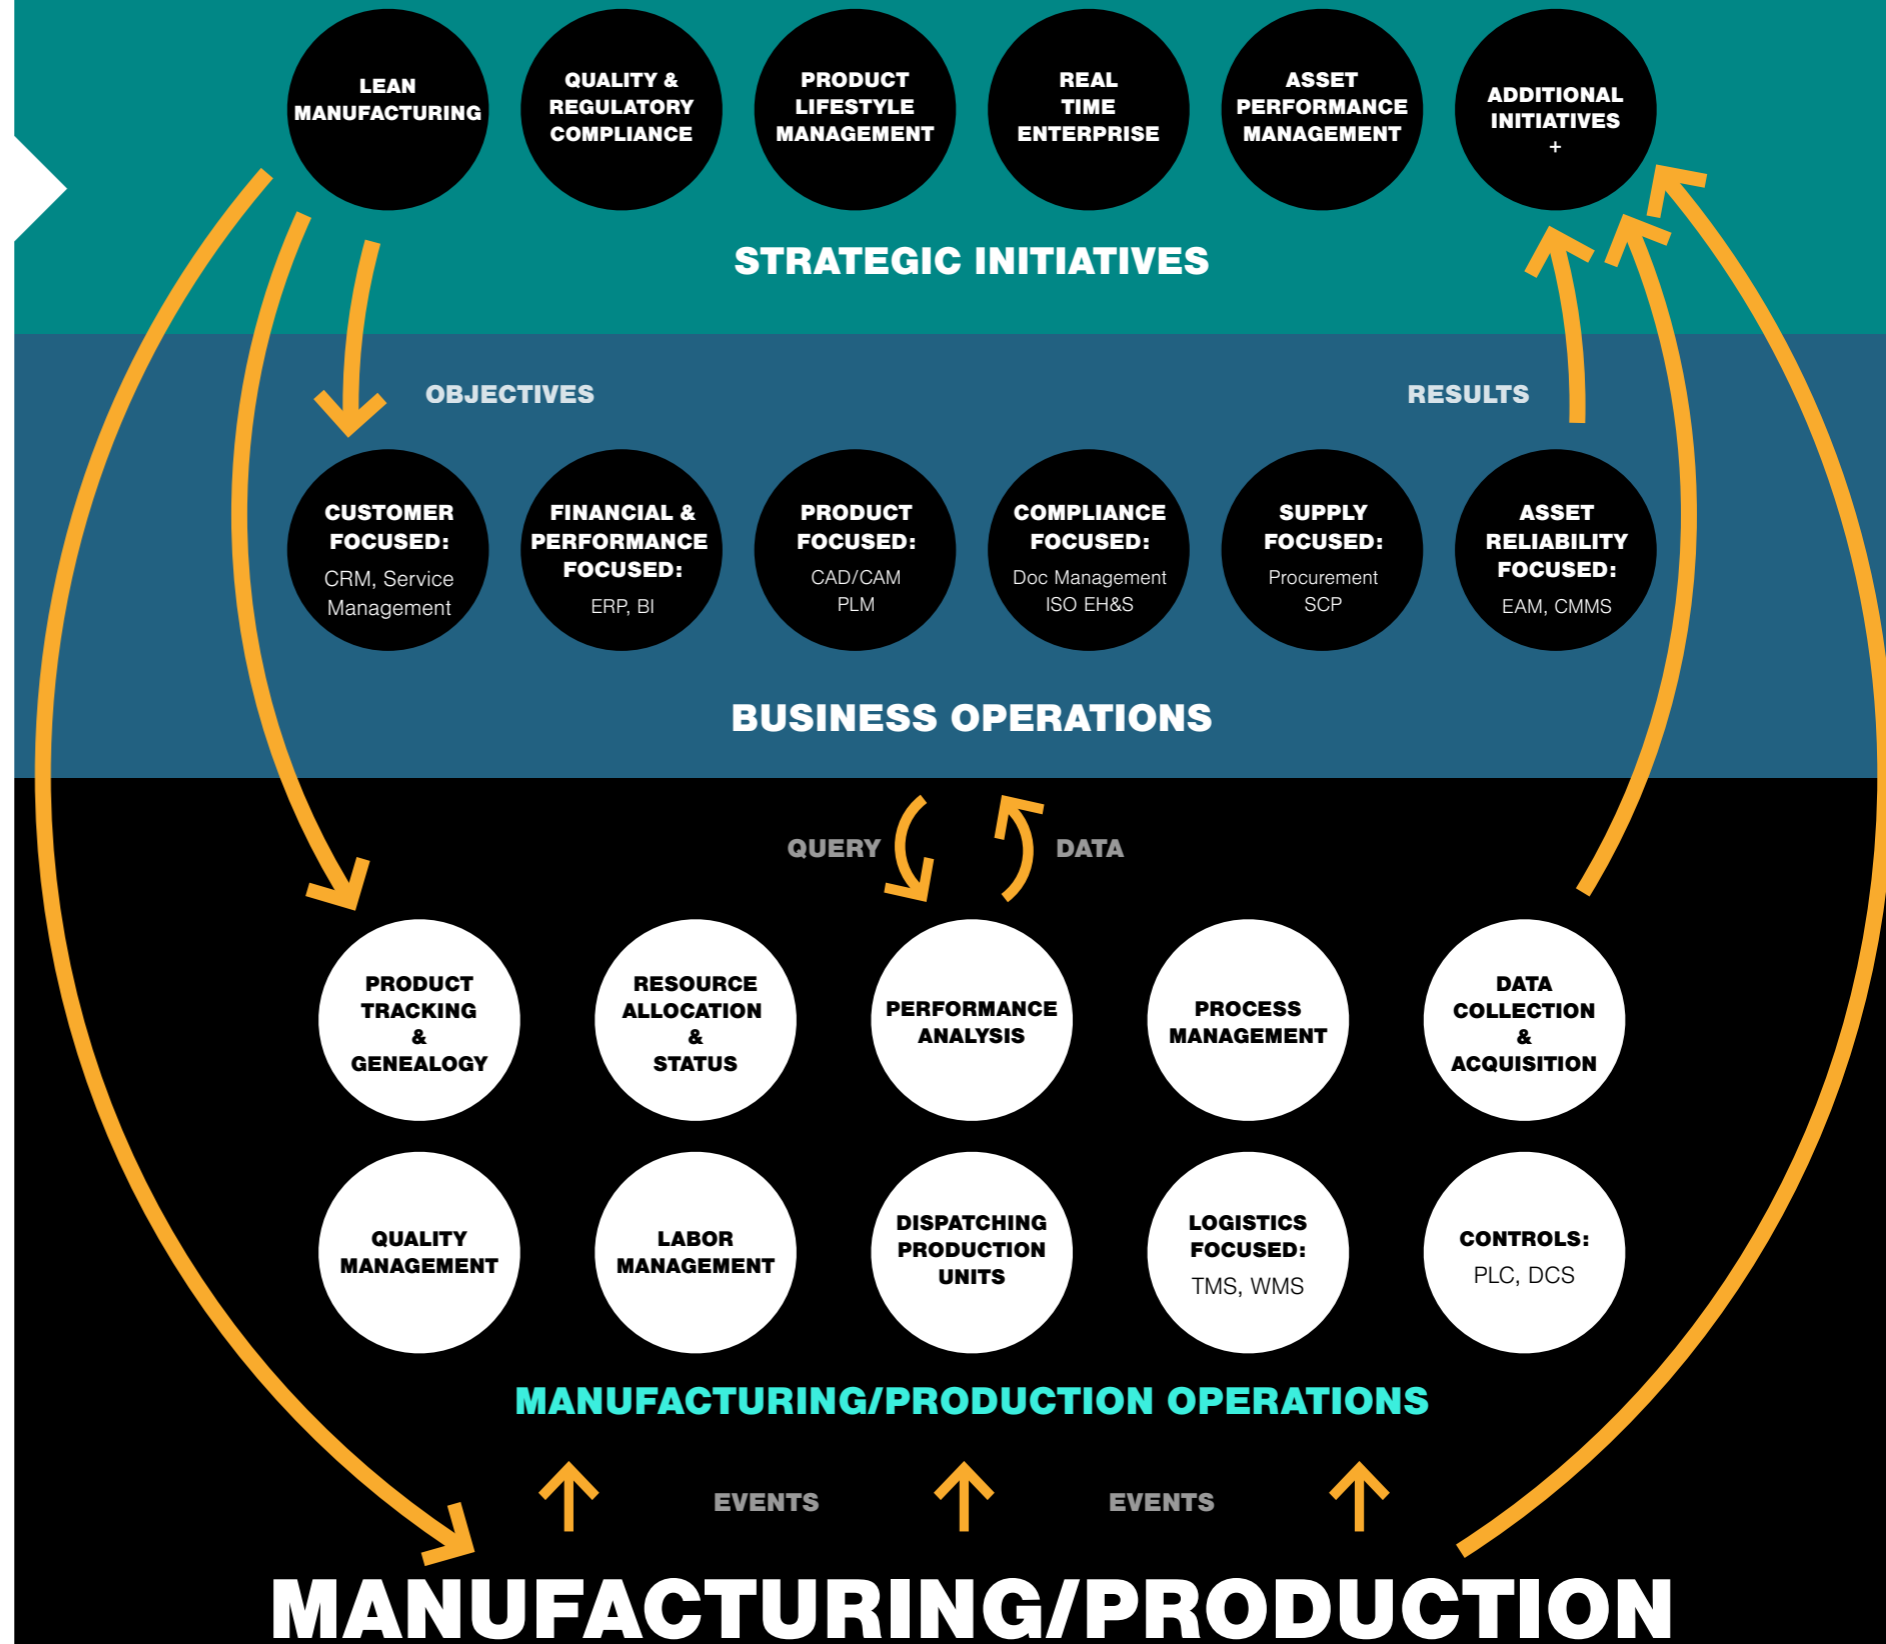 LEAN
MANUFACTURING
QUALITY &
REGULATORY
COMPLIANCE
PRODUCT
LIFESTYLE
MANAGEMENT
REAL
TIME
ENTERPRISE
ASSET
PERFORMANCE
MANAGEMENT
ADDITIONAL
INITIATIVES
+
STRATEGIC INITIATIVES
OBJECTIVES
RESULTS
CUSTOMER
FOCUSED:
CRM, Service
Management
FINANCIAL &
PERFORMANCE
FOCUSED:
ERP, BI
PRODUCT
FOCUSED:
CAD/CAM
PLM
COMPLIANCE
FOCUSED:
Doc Management
ISO EH&S
SUPPLY
FOCUSED:
Procurement
SCP
ASSET
RELIABILITY
FOCUSED:
EAM, CMMS
BUSINESS OPERATIONS
QUERY
DATA
PRODUCT
TRACKING
&
GENEALOGY
RESOURCE
ALLOCATION
&
STATUS
PERFORMANCE
ANALYSIS
PROCESS
MANAGEMENT
DATA
COLLECTION
&
ACQUISITION
QUALITY
MANAGEMENT
LABOR
MANAGEMENT
DISPATCHING
PRODUCTION
UNITS
LOGISTICS
FOCUSED:
TMS, WMS
CONTROLS:
PLC, DCS
MANUFACTURING/PRODUCTION OPERATIONS
EVENTS
EVENTS
MANUFACTURING/PRODUCTION